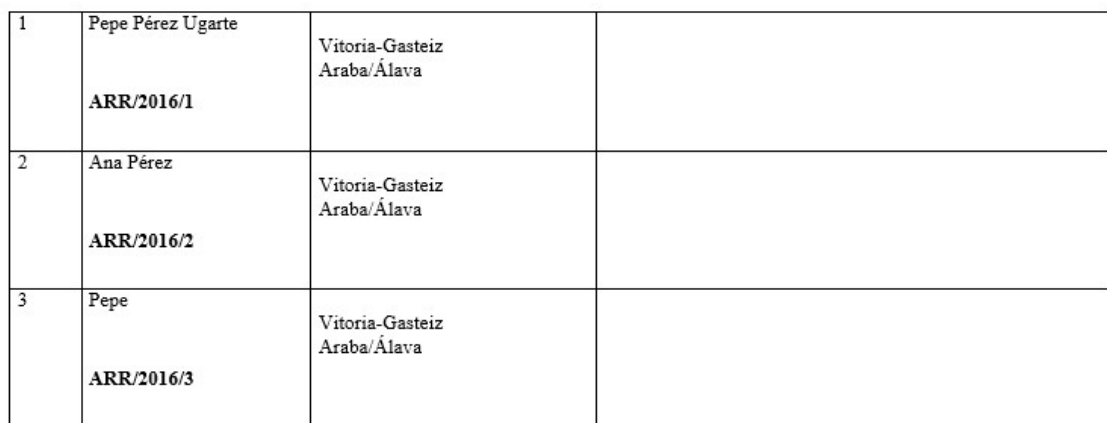 1
Pepe Pérez Ugarte
Vitoria-Gasteiz
Araba/Álava
ARR/2016/1
2
Ana Pérez
Vitoria-Gasteiz
Araba/Álava
ARR/2016/2
3
Pepe
Vitoria-Gasteiz
Araba/Álava
ARR/2016/3